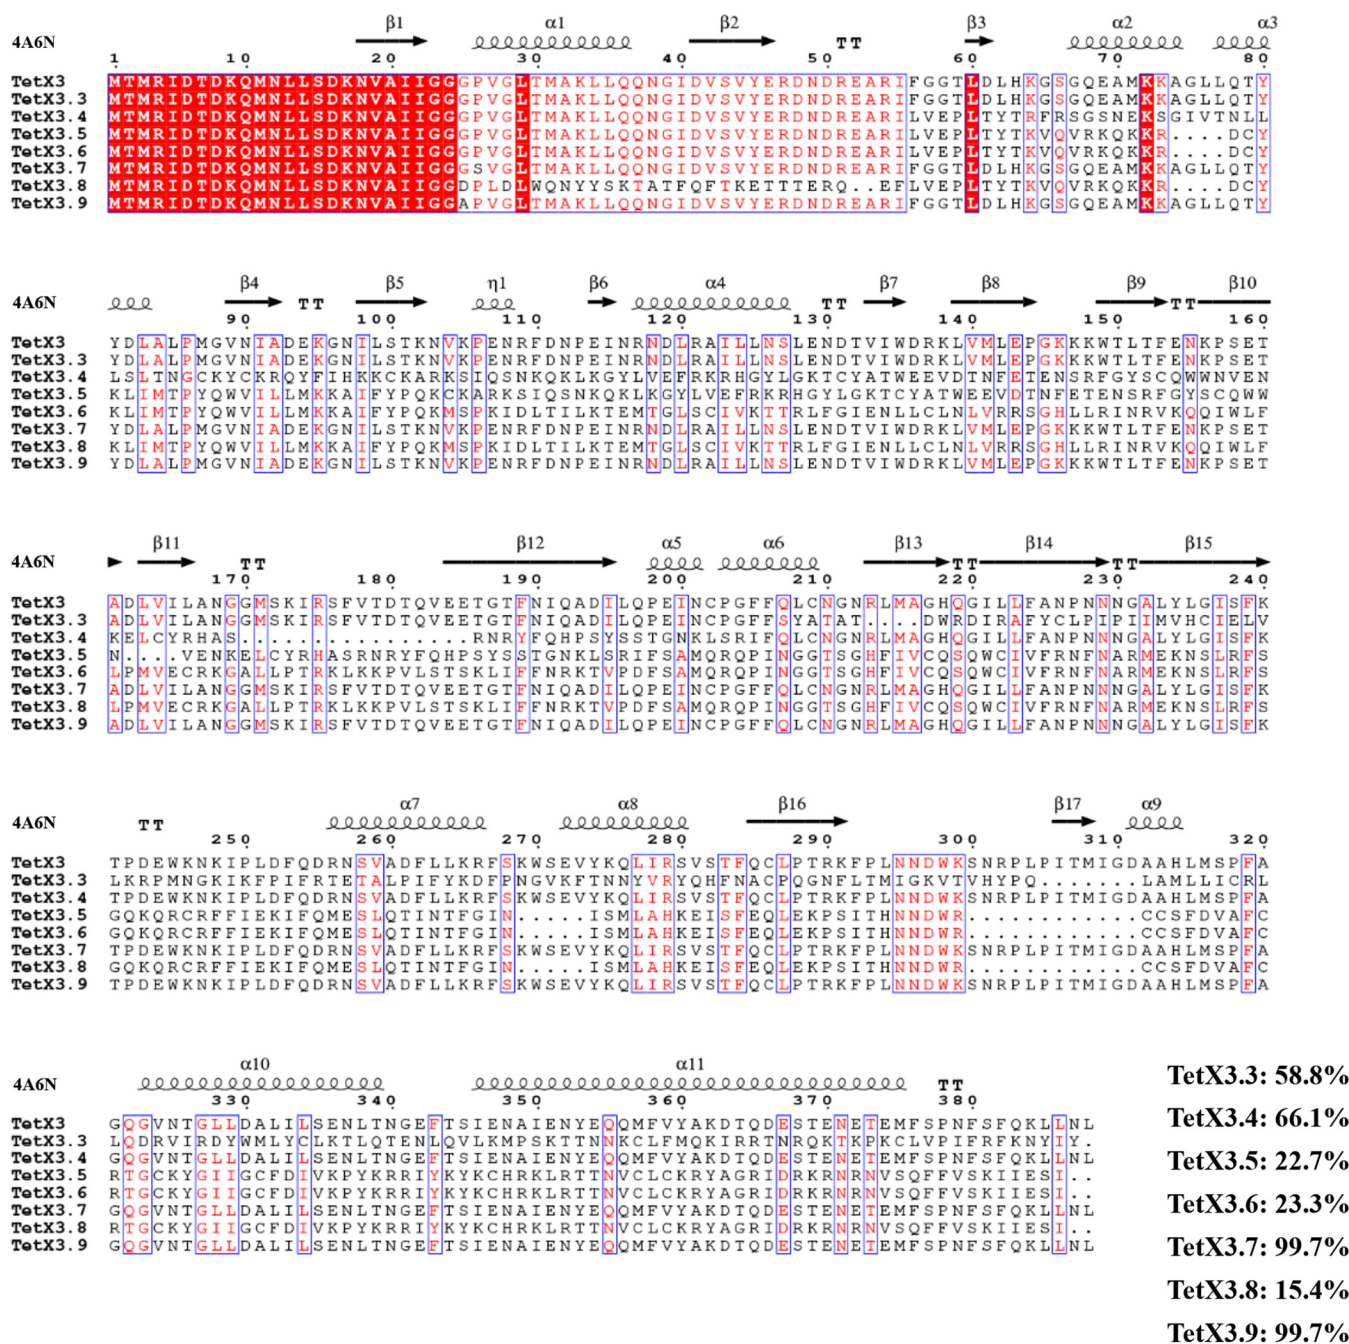 β1 α1 β2 β3 α2 α3
4A6N TT
1 10 20 30 40 50 60 70 80
TetX3 MTMRIDTDKQMNLLSDKNVAIIGGGPVGLTMAKLLQQNGIDVSVYERDNDREARIFGGTLDLHKGSGQEAMKKAGLLQTY
TetX3.3 MTMRIDTDKQMNLLSDKNVAIIGGGPVGLTMAKLLQQNGIDVSVYERDNDREARIFGGTLDLHKGSGQEAMKKAGLLQTY
TetX3.4 MTMRIDTDKQMNLLSDKNVAIIGGGPVGLTMAKLLQQNGIDVSVYERDNDREARILVEPLTYTRFRSGSNEKSGIVTNLL
TetX3.5 MTMRIDTDKQMNLLSDKNVAIIGGGPVGLTMAKLLQQNGIDVSVYERDNDREARILVEPLTYTKVQVRKQKKR....DCY
TetX3.6 MTMRIDTDKQMNLLSDKNVAIIGGGPVGLTMAKLLQQNGIDVSVYERDNDREARILVEPLTYTKVQVRKQKKR....DCY
TetX3.7 MTMRIDTDKQMNLLSDKNVAIIGGGSVGLTMAKLLQQNGIDVSVYERDNDREARIFGGTLDLHKGSGQEAMKKAGLLQTY
TetX3.8 MTMRIDTDKQMNLLSDKNVAIIGGDPLDLWQNYYSKTATFQFTKETTTERQ..EFLVEPLTYTKVQVRKQKKR....DCY
TetX3.9 MTMRIDTDKQMNLLSDKNVAIIGGAPVGLTMAKLLQQNGIDVSVYERDNDREARIFGGTLDLHKGSGQEAMKKAGLLQTY
β4 β5 η1 β6 α4 β7 β8 β9 β10
4A6N TT TT TT
90 100 110 120 130 140 150 160
TetX3 YDLALPMGVNIADEKGNILSTKNVKPENRFDNPEINRNDLRAILLNSLENDTVIWDRKLVMLEPGKKKWTLTFENKPSET
TetX3.3 YDLALPMGVNIADEKGNILSTKNVKPENRFDNPEINRNDLRAILLNSLENDTVIWDRKLVMLEPGKKKWTLTFENKPSET
TetX3.4 LSLTNGCKYCKRQYFIHKKCKARKSIQSNKQKLKGYLVEFRKRHGYLGKTCYATWEEVDTNFETENSRFGYSCQWWNVEN
TetX3.5 KLIMTPYQWVILLMKKAIFYPQKCKARKSIQSNKQKLKGYLVEFRKRHGYLGKTCYATWEEVDTNFETENSRFGYSCQWW
TetX3.6 KLIMTPYQWVILLMKKAIFYPQKMSPKIDLTILKTEMTGLSCIVKTTRLFGIENLLCLNLVRRSGHLLRINRVKQQIWLF
TetX3.7 YDLALPMGVNIADEKGNILSTKNVKPENRFDNPEINRNDLRAILLNSLENDTVIWDRKLVMLEPGKKKWTLTFENKPSET
TetX3.8 KLIMTPYQWVILLMKKAIFYPQKMSPKIDLTILKTEMTGLSCIVKTTRLFGIENLLCLNLVRRSGHLLRINRVKQQIWLF
TetX3.9 YDLALPMGVNIADEKGNILSTKNVKPENRFDNPEINRNDLRAILLNSLENDTVIWDRKLVMLEPGKKKWTLTFENKPSET
β11 β12 α5 α6 β13 β14 β15
4A6N TT TT TT
170 180 190 200 210 220 230 240
TetX3 ADLVILANGGMSKIRSFVTDTQVEETGTFNIQADILQPEINCPGFFQLCNGNRLMAGHQGILLFANPNNNGALYLGISFK
TetX3.3 ADLVILANGGMSKIRSFVTDTQVEETGTFNIQADILQPEINCPGFFSYATAT....DWRDIRAFYCLPIPIIMVHCIELV
TetX3.4 KELCYRHAS................RNRYFQHPSYSSTGNKLSRIFQLCNGNRLMAGHQGILLFANPNNNGALYLGISFK
TetX3.5 N....VENKELCYRHASRNRYFQHPSYSSTGNKLSRIFSAMQRQPINGGTSGHFIVCQSQWCIVFRNFNARMEKNSLRFS
TetX3.6 LPMVECRKGALLPTRKLKKPVLSTSKLIFFNRKTVPDFSAMQRQPINGGTSGHFIVCQSQWCIVFRNFNARMEKNSLRFS
TetX3.7 ADLVILANGGMSKIRSFVTDTQVEETGTFNIQADILQPEINCPGFFQLCNGNRLMAGHQGILLFANPNNNGALYLGISFK
TetX3.8 LPMVECRKGALLPTRKLKKPVLSTSKLIFFNRKTVPDFSAMQRQPINGGTSGHFIVCQSQWCIVFRNFNARMEKNSLRFS
TetX3.9 ADLVILANGGMSKIRSFVTDTQVEETGTFNIQADILQPEINCPGFFQLCNGNRLMAGHQGILLFANPNNNGALYLGISFK
α7 α8 β16 β17 α9
4A6N TT
250 260 270 280 290 300 310 320
TetX3 TPDEWKNKIPLDFQDRNSVADFLLKRFSKWSEVYKQLIRSVSTFQCLPTRKFPLNNDWKSNRPLPITMIGDAAHLMSPFA
TetX3.3 LKRPMNGKIKFPIFRTETALPIFYKDFPNGVKFTNNYVRYQHFNACPQGNFLTMIGKVTVHYPQ.......LAMLLICRL
TetX3.4 TPDEWKNKIPLDFQDRNSVADFLLKRFSKWSEVYKQLIRSVSTFQCLPTRKFPLNNDWKSNRPLPITMIGDAAHLMSPFA
TetX3.5 GQKQRCRFFIEKIFQMESLQTINTFGIN.....ISMLAHKEISFEQLEKPSITHNNDWR............CCSFDVAFC
TetX3.6 GQKQRCRFFIEKIFQMESLQTINTFGIN.....ISMLAHKEISFEQLEKPSITHNNDWR............CCSFDVAFC
TetX3.7 TPDEWKNKIPLDFQDRNSVADFLLKRFSKWSEVYKQLIRSVSTFQCLPTRKFPLNNDWKSNRPLPITMIGDAAHLMSPFA
TetX3.8 GQKQRCRFFIEKIFQMESLQTINTFGIN.....ISMLAHKEISFEQLEKPSITHNNDWR............CCSFDVAFC
TetX3.9 TPDEWKNKIPLDFQDRNSVADFLLKRFSKWSEVYKQLIRSVSTFQCLPTRKFPLNNDWKSNRPLPITMIGDAAHLMSPFA
α10 α11
4A6N TT
330 340 350 360 370 380
TetX3 GQGVNTGLLDALILSENLTNGEFTSIENAIENYEQQMFVYAKDTQDESTENETEMFSPNFSFQKLLNL
TetX3.3 LQDRVIRDYWMLYCLKTLQTENLQVLKMPSKTTNNKCLFMQKIRRTNRQKTKPKCLVPIFRFKNYIY.
TetX3.4 GQGVNTGLLDALILSENLTNGEFTSIENAIENYEQQMFVYAKDTQDESTENETEMFSPNFSFQKLLNL
TetX3.5 RTGCKYGIIGCFDIVKPYKRRIYKYKCHRKLRTTNVCLCKRYAGRIDRKRNRNVSQFFVSKIIESI..
TetX3.6 RTGCKYGIIGCFDIVKPYKRRIYKYKCHRKLRTTNVCLCKRYAGRIDRKRNRNVSQFFVSKIIESI..
TetX3.7 GQGVNTGLLDALILSENLTNGEFTSIENAIENYEQQMFVYAKDTQDESTENETEMFSPNFSFQKLLNL
TetX3.8 RTGCKYGIIGCFDIVKPYKRRIYKYKCHRKLRTTNVCLCKRYAGRIDRKRNRNVSQFFVSKIIESI..
TetX3.9 GQGVNTGLLDALILSENLTNGEFTSIENAIENYEQQMFVYAKDTQDESTENETEMFSPNFSFQKLLNL
TetX3.3: 58.8%
TetX3.4: 66.1%
TetX3.5: 22.7%
TetX3.6: 23.3%
TetX3.7: 99.7%
TetX3.8: 15.4%
TetX3.9: 99.7%